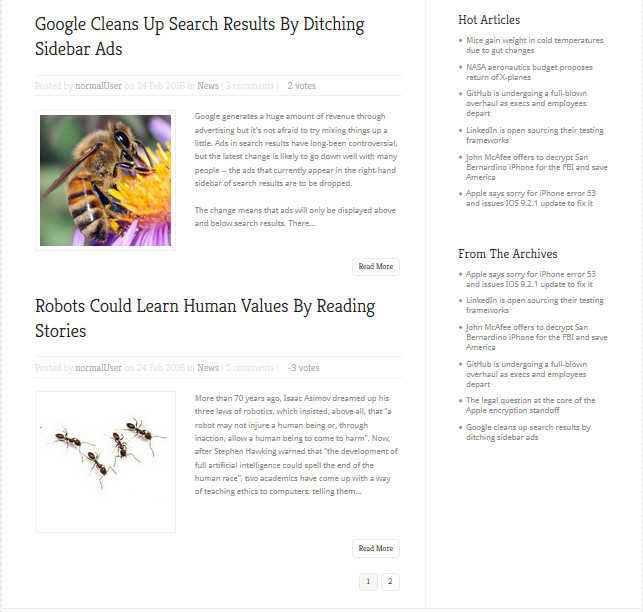 Google Cleans Up Search Results By Ditching
Sidebar Ads
Posted by normalUser on 24 Feb 2016 in News | 3 comments | 2 votes
Google generates a huge amount of revenue through
advertising but it's not afraid to try mixing things up a
little. Ads in search results have long-been controversial,
but the latest change is likely to go down well with many
people -- the ads that currently appear in the right-hand
sidebar of search results are to be dropped.
The change means that ads will only be displayed above
and below search results. There...
Read More
Robots Could Learn Human Values By Reading
Stories
Posted by normalUser on 24 Feb 2016 in News | 5 comments | -3 votes
More than 70 years ago, Isaac Asimov dreamed up his
three laws of robotics, which insisted, above all, that "a
robot may not injure a human being or, through
inaction, allow a human being to come to harm". Now,
after Stephen Hawking warned that "the development of
full artificial intelligence could spell the end of the
human race", two academics have come up with a way
of teaching ethics to computers: telling them...
Read More
1 2
Hot Articles
Mice gain weight in cold temperatures
due to gut changes
NASA aeronautics budget proposes
return of X-planes
GitHub is undergoing a full-blown
overhaul as execs and employees
depart
LinkedIn is open sourcing their testing
frameworks
John McAfee offers to decrypt San
Bernardino iPhone for the FBI and save
America
Apple says sorry for iPhone error 53
and issues IOS 9.2.1 update to fix it
From The Archives
Apple says sorry for iPhone error 53
and issues IOS 9.2.1 update to fix it
LinkedIn is open sourcing their testing
frameworks
John McAfee offers to decrypt San
Bernardino iPhone for the FBI and save
America
GitHub is undergoing a full-blown
overhaul as execs and employees
depart
The legal question at the core of the
Apple encryption standoff
Google cleans up search results by
ditching sidebar ads